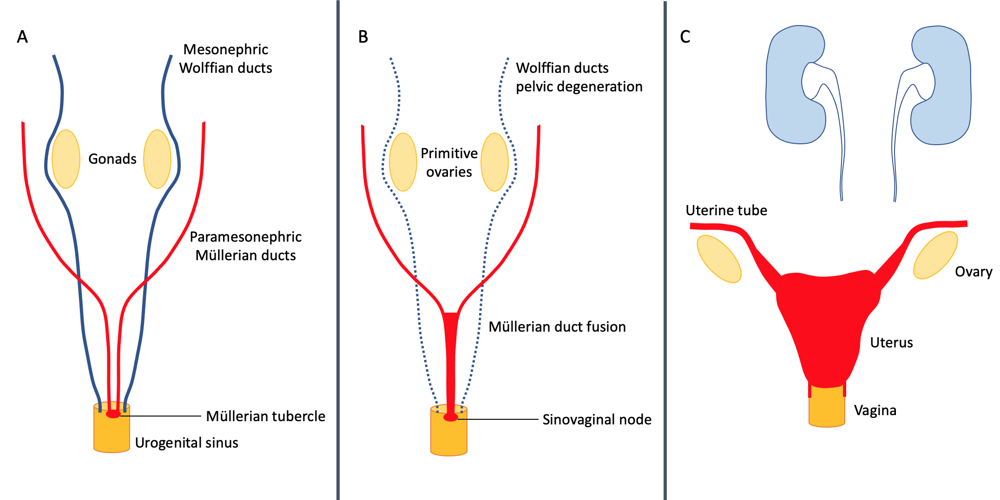 A
Mesonephric
Wolffian ducts
Gonads
Paramesonephric
Müllerian ducts
Müllerian tubercle
Urogenital sinus
B
Wolffian ducts
pelvic degeneration
Primitive
ovaries
Müllerian duct fusion
Sinovaginal node
C
Uterine tube
Ovary
Uterus
Vagina